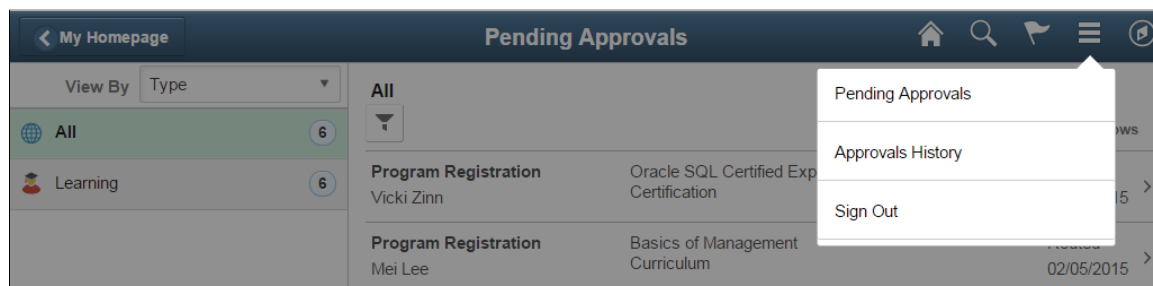 My Homepage
Pending Approvals
View By Type
All 6
Learning 6
All
Pending Approvals
Approvals History
Sign Out
Program Registration
Vicki Zinn
Oracle SQL Certified
Certification
Program Registration
Mei Lee
Basics of Management
Curriculum
Routed
02/05/2015